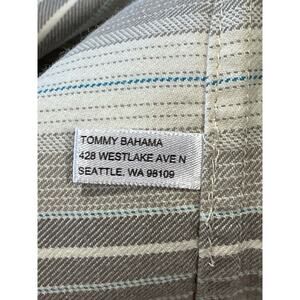 TOMMY BAHAMA
428 WESTLAKE AVE N
SEATTLE, WA 98109